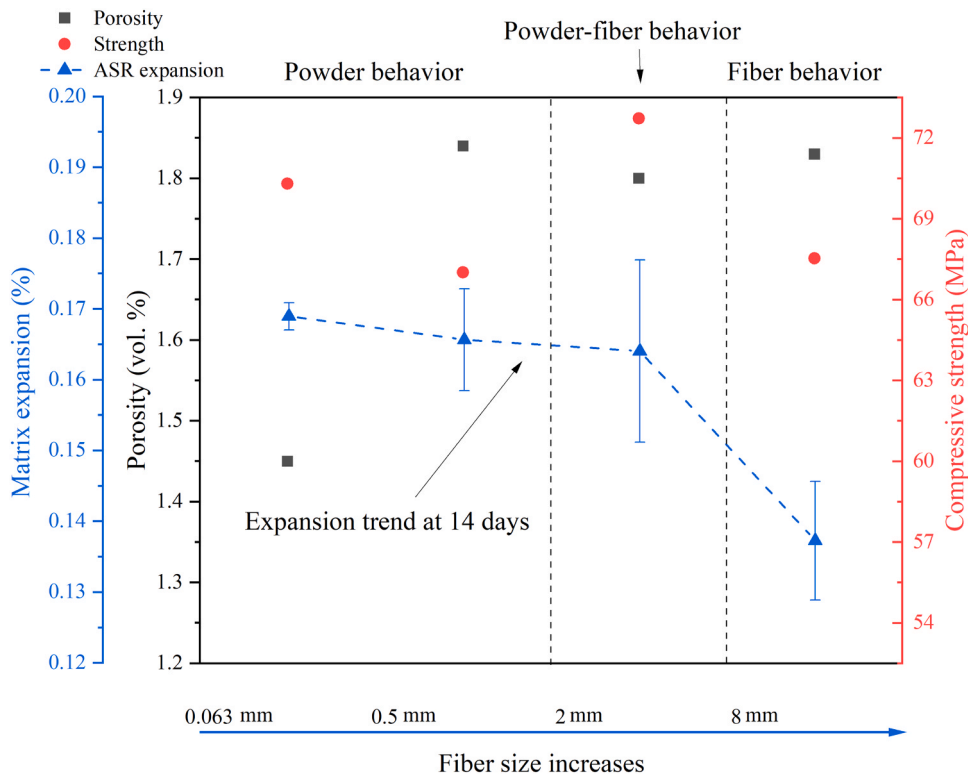 Porosity
Strength
ASR expansion
Powder-fiber behavior
Powder behavior
Fiber behavior
0.20
0.19
0.18
0.17
0.16
0.15
0.14
0.13
0.12
Matrix expansion (%)
1.9
1.8
1.7
1.6
1.5
1.4
1.3
1.2
Porosity (vol. %)
Expansion trend at 14 days
72
69
66
63
60
57
54
Compressive strength (MPa)
0.063 mm
0.5 mm
2 mm
8 mm
Fiber size increases